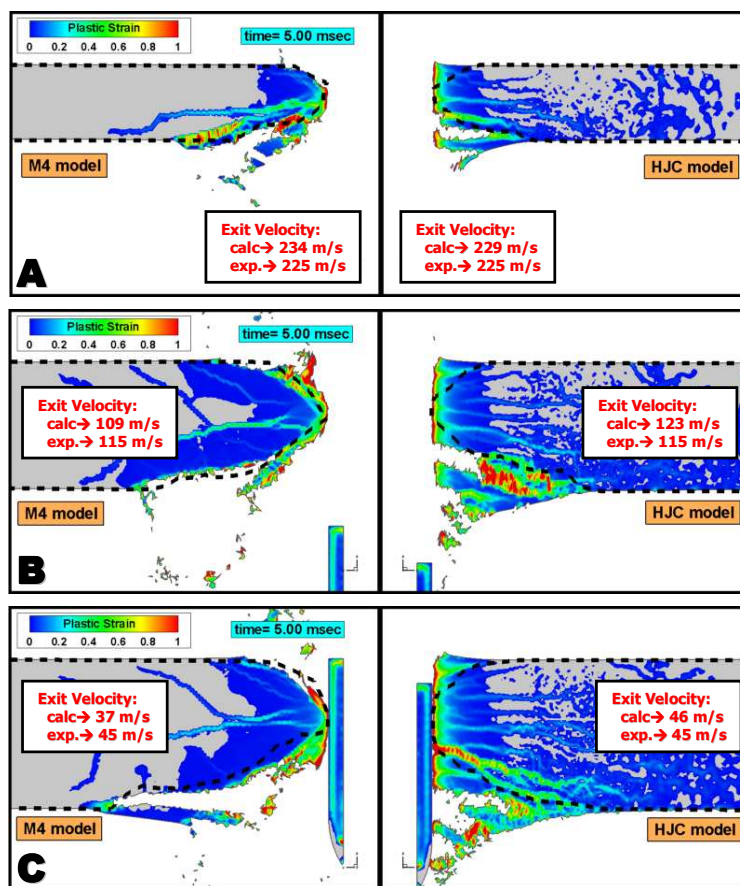 Plastic Strain
0 0.2 0.4 0.6 0.8 1
time= 5.00 msec
M4 model
HJC model
Exit Velocity:
calc→ 234 m/s
exp.→ 225 m/s
Exit Velocity:
calc→ 229 m/s
exp.→ 225 m/s
A
Plastic Strain
0 0.2 0.4 0.6 0.8 1
time= 5.00 msec
Exit Velocity:
calc→ 109 m/s
exp.→ 115 m/s
Exit Velocity:
calc→ 123 m/s
exp.→ 115 m/s
M4 model
HJC model
B
Plastic Strain
0 0.2 0.4 0.6 0.8 1
time= 5.00 msec
Exit Velocity:
calc→ 37 m/s
exp.→ 45 m/s
Exit Velocity:
calc→ 46 m/s
exp.→ 45 m/s
M4 model
HJC model
C